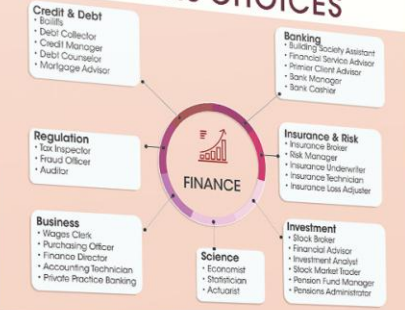 CHOICES
Credit & Debt
• Bailiffs
• Debt Collector
• Credit Manager
• Debt Counselor
• Mortgage Advisor
Banking
• Building Society Assistant
• Financial Service Advisor
• Primier Client Advisor
• Bank Manager
• Bank Cashier
Regulation
• Tax Inspector
• Fraud Officer
• Auditor
FINANCE
Insurance & Risk
• Insurance Broker
• Risk Manager
• Insurance Underwriter
• Insurance Technician
• Insurance Loss Adjuster
Business
• Wages Clerk
• Purchasing Officer
• Finance Director
• Accounting Technician
• Private Practice Banking
Science
• Economist
• Statistician
• Actuarist
Investment
• Stock Broker
• Financial Advisor
• Investment Analyst
• Stock Market Trader
• Pension Fund Manager
• Pensions Administrator